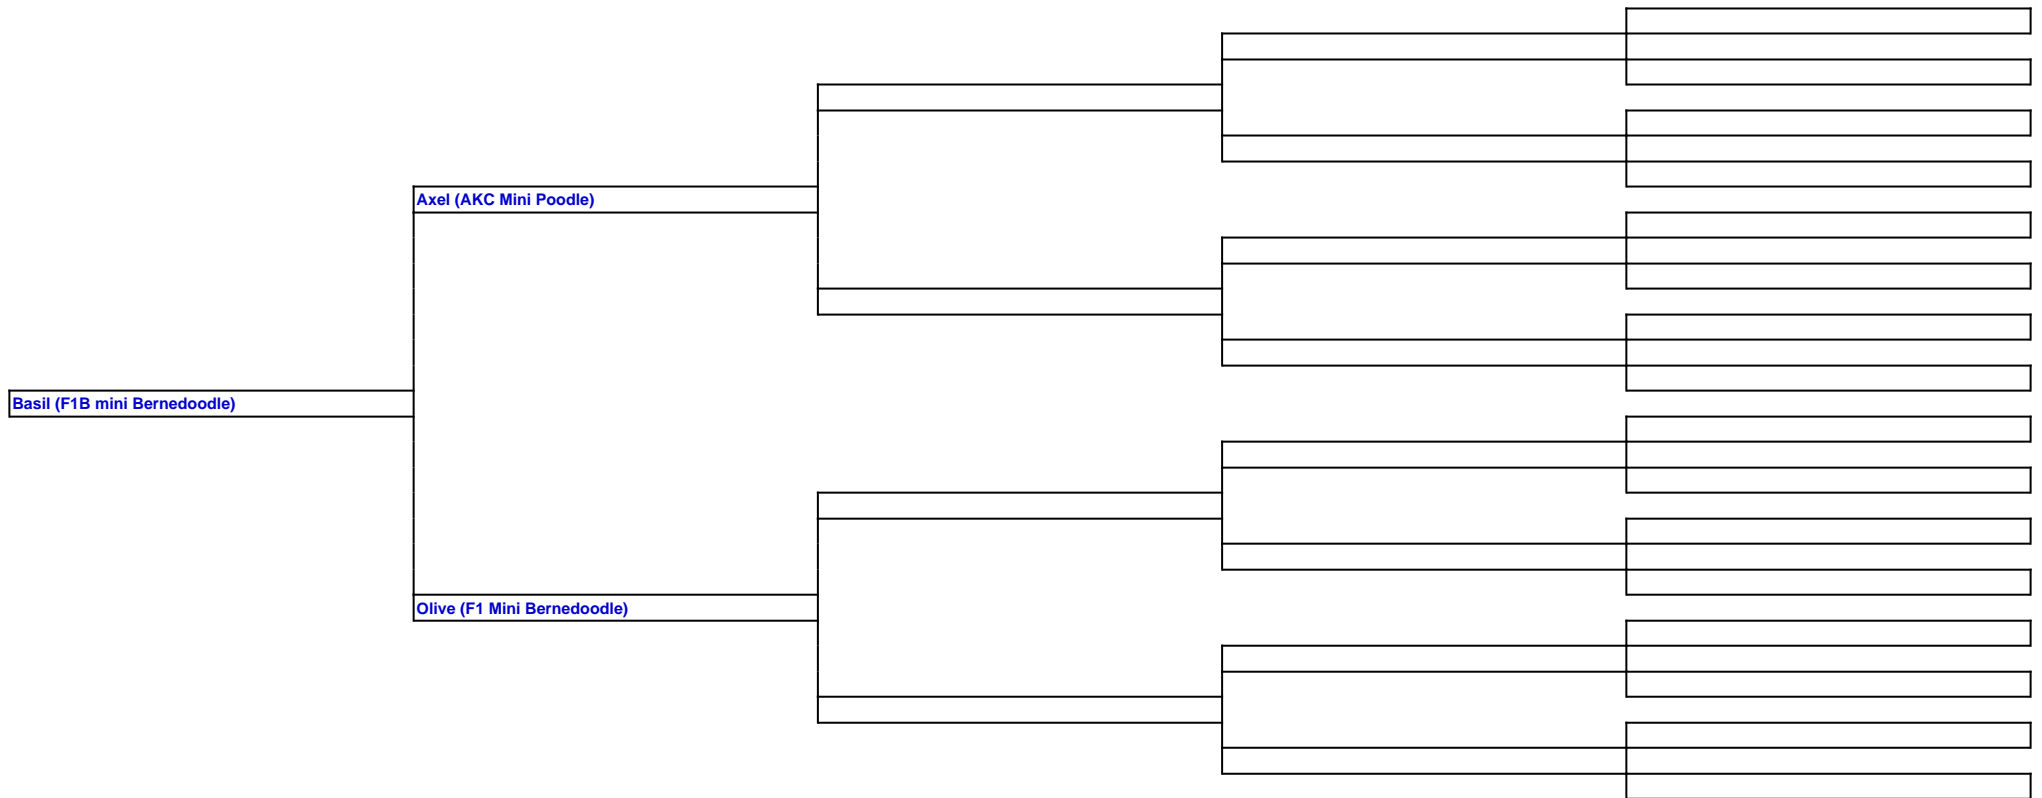 Axel (AKC Mini Poodle)
Basil (F1B mini Bernedoodle)
Olive (F1 Mini Bernedoodle)